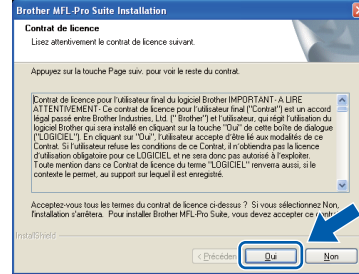 Brother MFL-Pro Suite Installation
Contrat de licence
Lisez attentivement le contrat de licence suivant.
Appuyez sur la touche Page suiv. pour voir le reste du contrat.
Contrat de licence pour l'utilisateur final du logiciel Brother IMPORTANT- A LIRE
ATTENTIVEMENT- Ce contrat de licence pour l'utilisateur final ("Contrat") est un accord
légal passé entre Brother Industries, Ltd. (" Brother") et l'utilisateur, qui régit l'utilisation du
logiciel Brother qui sera installé en cliquant sur la touche "Oui" de cette boîte de dialogue
("LOGICIEL"). En cliquant sur "Oui", l'utilisateur accepte d'être lié aux modalités de ce
Contrat. Si l'utilisateur refuse les conditions de ce Contrat, il n'obtiendra pas la licence
d'utilisation obligatoire pour ce LOGICIEL et ne sera donc pas autorisé à l'exploiter.
Toute mention dans ce Contrat de licence du terme "LOGICIEL" renverra aussi, si le
contexte le permet, au support sur lequel il est enregistré.
Acceptez-vous tous les termes du contrat de licence ci-dessus ? Si vous sélectionnez Non,
l'installation s'arrêtera. Pour installer Brother MFL-Pro Suite, vous devez accepter ce
InstallShield
< Précéden
Oui
Non